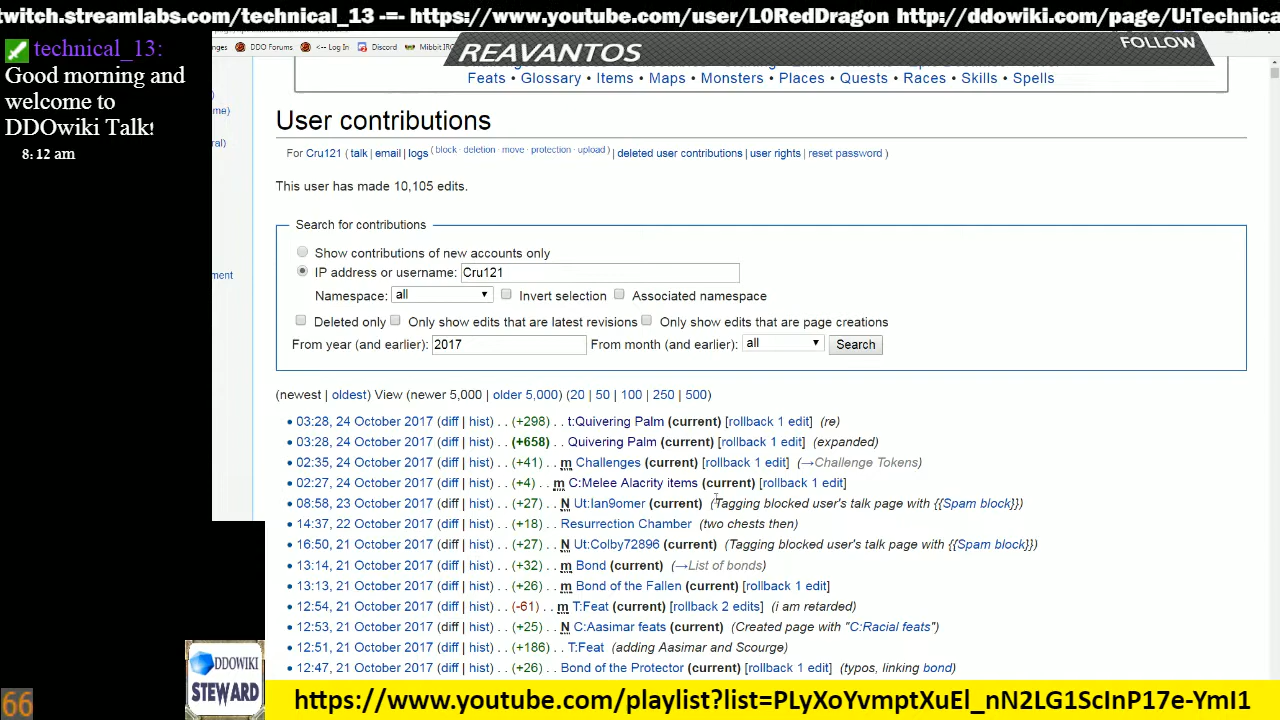 twitch.streamlabs.com/technical_13 -=- https://www.youtube.com/user/L0RedDragon http://ddowiki.com/page/U:Technica
technical_13:
Good morning and
welcome to
DDOwiki Talk!
8:12 am
nges DDO Forums <-- Log In Discord Mibbit IRC
REAVANTOS
FOLLOW
Feats • Glossary • Items • Maps • Monsters • Places • Quests • Races • Skills • Spells
me)
ral)
ment
User contributions
For Cru121 (talk | email | logs (block · deletion · move · protection · upload) | deleted user contributions | user rights | reset password)
This user has made 10,105 edits.
Search for contributions
Show contributions of new accounts only
IP address or username: Cru121
Namespace: all Invert selection Associated namespace
Deleted only Only show edits that are latest revisions Only show edits that are page creations
From year (and earlier): 2017 From month (and earlier): all Search
(newest | oldest) View (newer 5,000 | older 5,000) (20 | 50 | 100 | 250 | 500)
• 03:28, 24 October 2017 (diff | hist) . . (+298) . . t:Quivering Palm (current) [rollback 1 edit] (re)
• 03:28, 24 October 2017 (diff | hist) . . (+658) . . Quivering Palm (current) [rollback 1 edit] (expanded)
• 02:35, 24 October 2017 (diff | hist) . . (+41) . . m Challenges (current) [rollback 1 edit] (→Challenge Tokens)
• 02:27, 24 October 2017 (diff | hist) . . (+4) . . m C:Melee Alacrity items (current) [rollback 1 edit]
• 08:58, 23 October 2017 (diff | hist) . . (+27) . . N Ut:Ian9omer (current) (Tagging blocked user's talk page with {{Spam block}})
• 14:37, 22 October 2017 (diff | hist) . . (+18) . . Resurrection Chamber (two chests then)
• 16:50, 21 October 2017 (diff | hist) . . (+27) . . N Ut:Colby72896 (current) (Tagging blocked user's talk page with {{Spam block}})
• 13:14, 21 October 2017 (diff | hist) . . (+32) . . m Bond (current) (→List of bonds)
• 13:13, 21 October 2017 (diff | hist) . . (+26) . . m Bond of the Fallen (current) [rollback 1 edit]
• 12:54, 21 October 2017 (diff | hist) . . (-61) . . m T:Feat (current) [rollback 2 edits] (i am retarded)
• 12:53, 21 October 2017 (diff | hist) . . (+25) . . N C:Aasimar feats (current) (Created page with "C:Racial feats")
• 12:51, 21 October 2017 (diff | hist) . . (+186) . . T:Feat (adding Aasimar and Scourge)
• 12:47, 21 October 2017 (diff | hist) . . (+26) . . Bond of the Protector (current) [rollback 1 edit] (typos, linking bond)
DDOWIKI
STEWARD
66
https://www.youtube.com/playlist?list=PLyXoYvmptXuEl_nN2LG1ScInP17e-YmI1